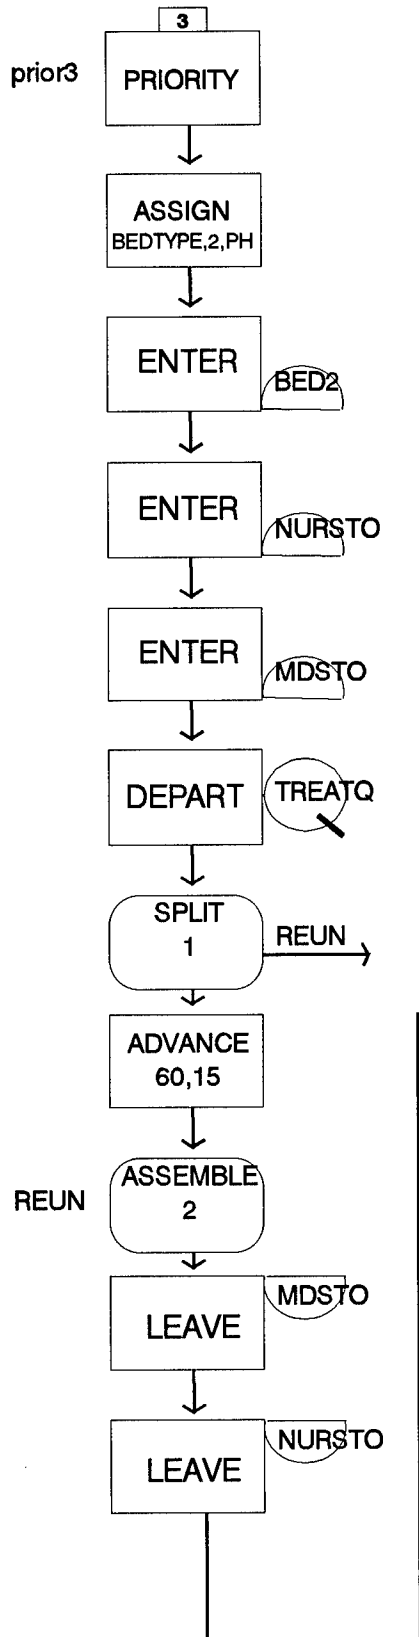 3
prior3
PRIORITY
ASSIGN
BEDTYPE,2,PH
ENTER
BED2
ENTER
NURSTO
ENTER
MDSTO
DEPART
TREATQ
SPLIT
1
REUN
ADVANCE
60,15
REUN
ASSEMBLE
2
LEAVE
MDSTO
LEAVE
NURSTO